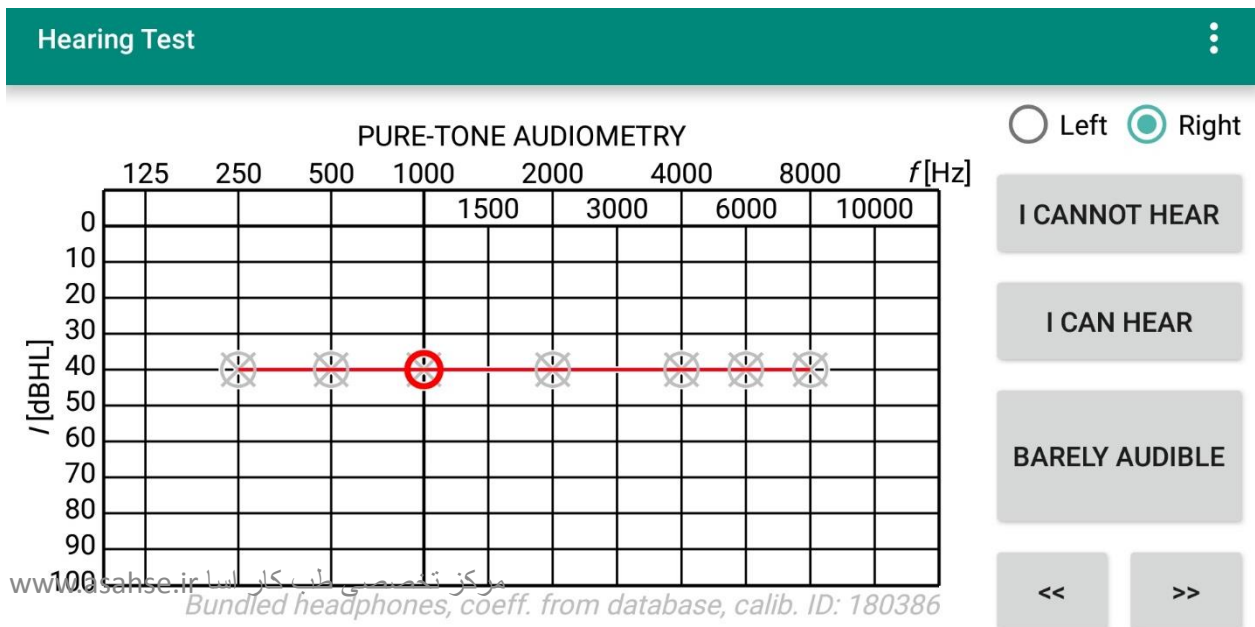 Hearing Test
PURE-TONE AUDIOMETRY
Left Right
125 250 500 1000 2000 4000 8000 f [Hz]
1500 3000 6000 10000
0
10
20
30
40
50
60
70
80
90
100
I [dBHL]
I CANNOT HEAR
I CAN HEAR
BARELY AUDIBLE
<< >>
مرکز تخصصی طب کار اسا www.asahse.ir
Bundled headphones, coeff. from database, calib. ID: 180386